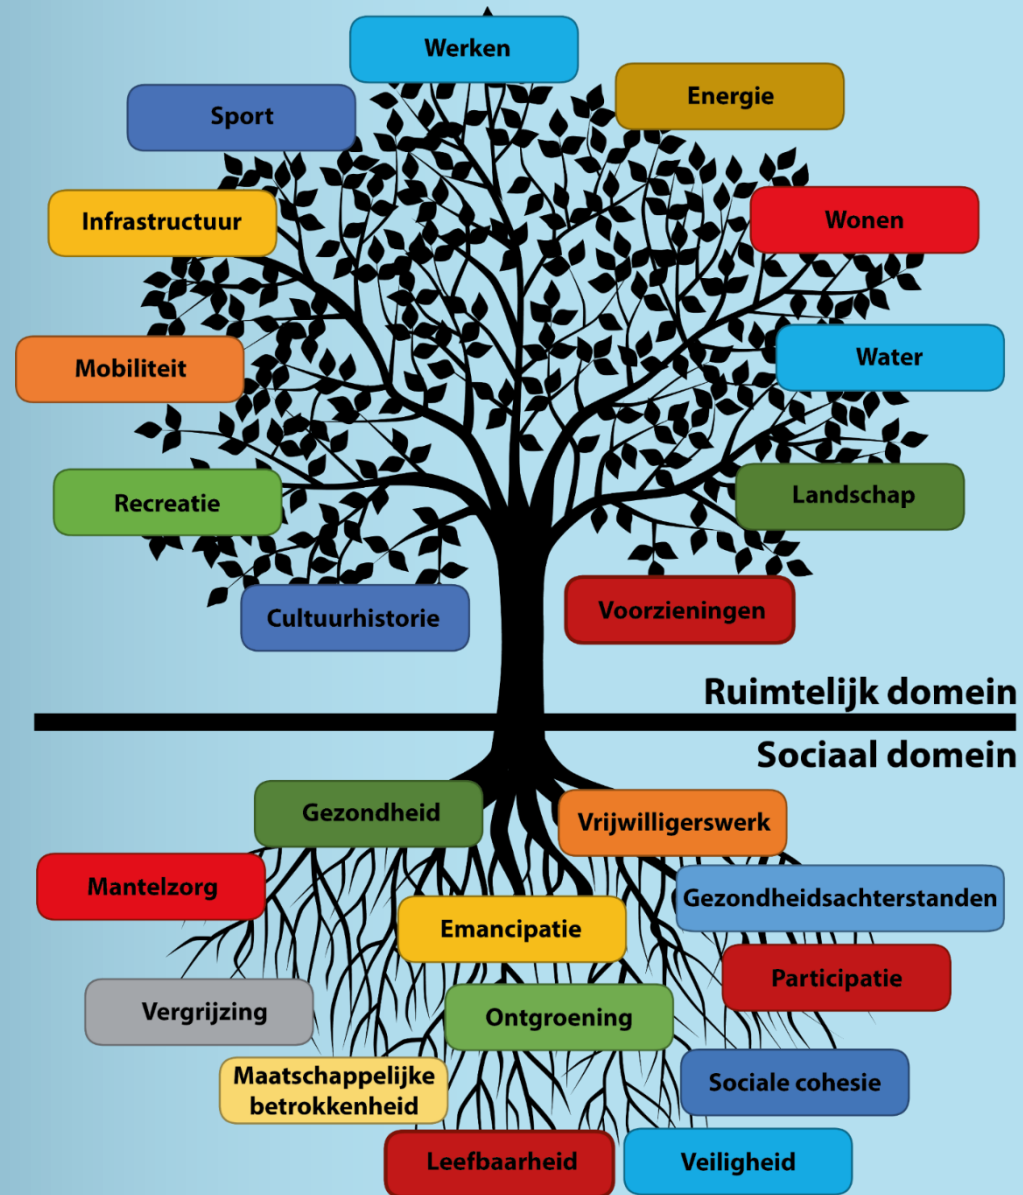 Werken
Energie
Sport
Infrastructuur
Wonen
Mobiliteit
Water
Recreatie
Landschap
Cultuurhistorie
Voorzieningen
Ruimtelijk domein
Sociaal domein
Gezondheid
Vrijwilligerswerk
Mantelzorg
Gezondheidsachterstanden
Emancipatie
Participatie
Vergrijzing
Ontgroening
Maatschappelijke
betrokkenheid
Sociale cohesie
Leefbaarheid
Veiligheid